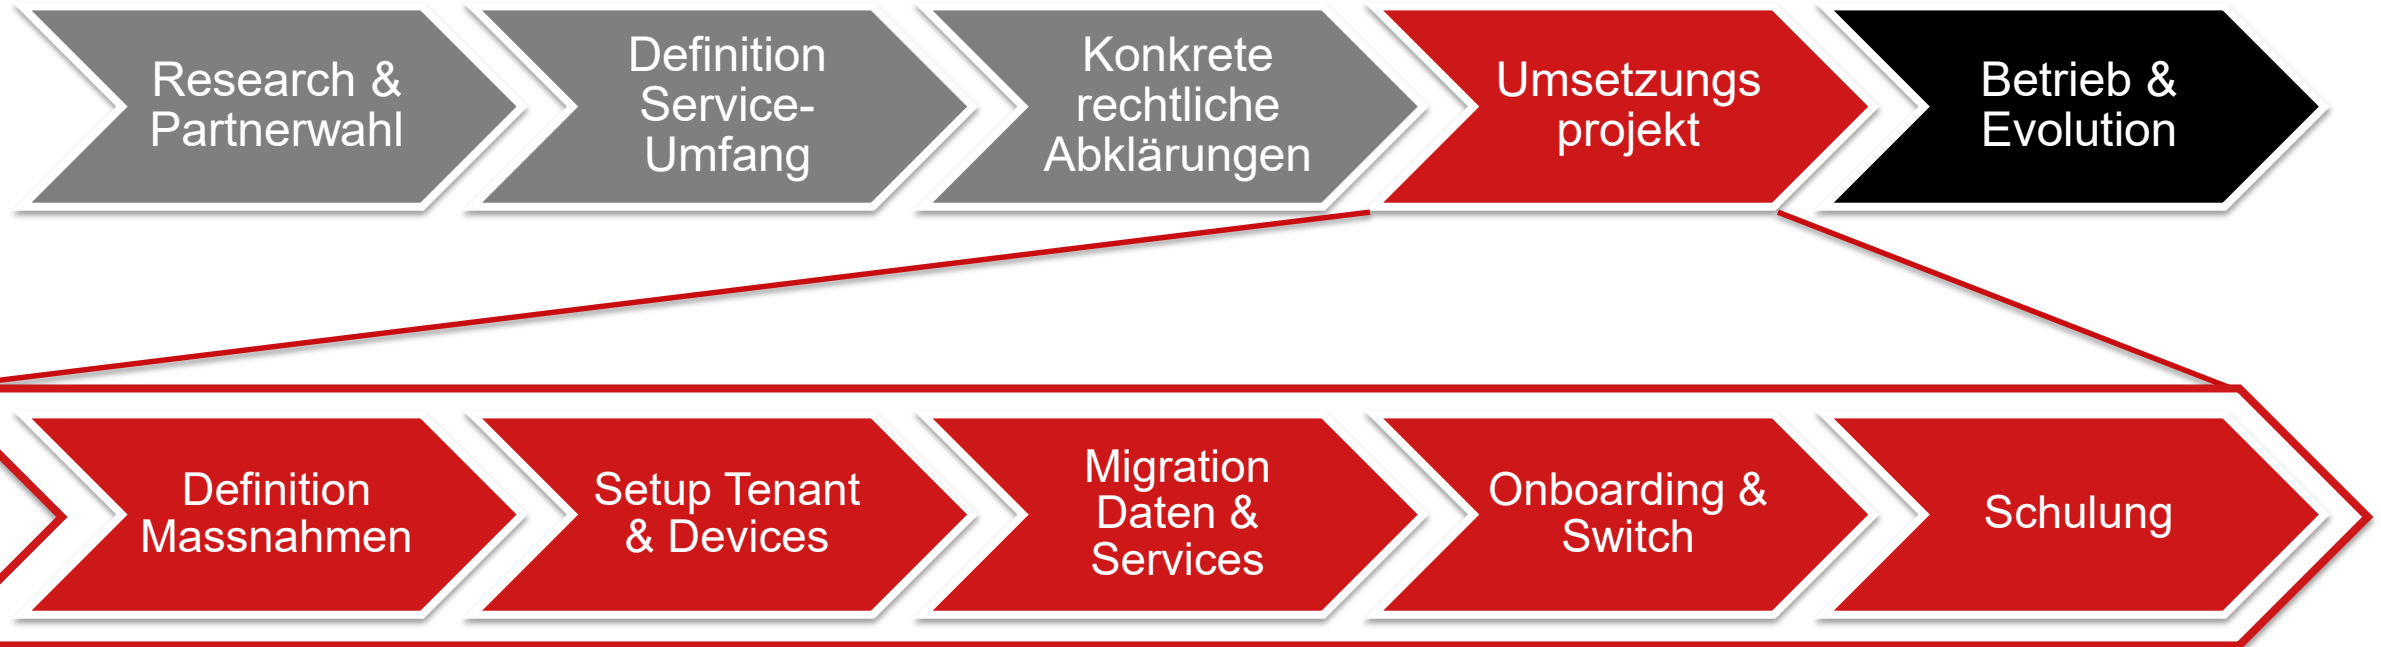 Research &
Partnerwahl
Definition
Service-
Umfang
Konkrete
rechtliche
Abklärungen
Umsetzungs
projekt
Betrieb &
Evolution
Definition
Massnahmen
Setup Tenant
& Devices
Migration
Daten &
Services
Onboarding &
Switch
Schulung